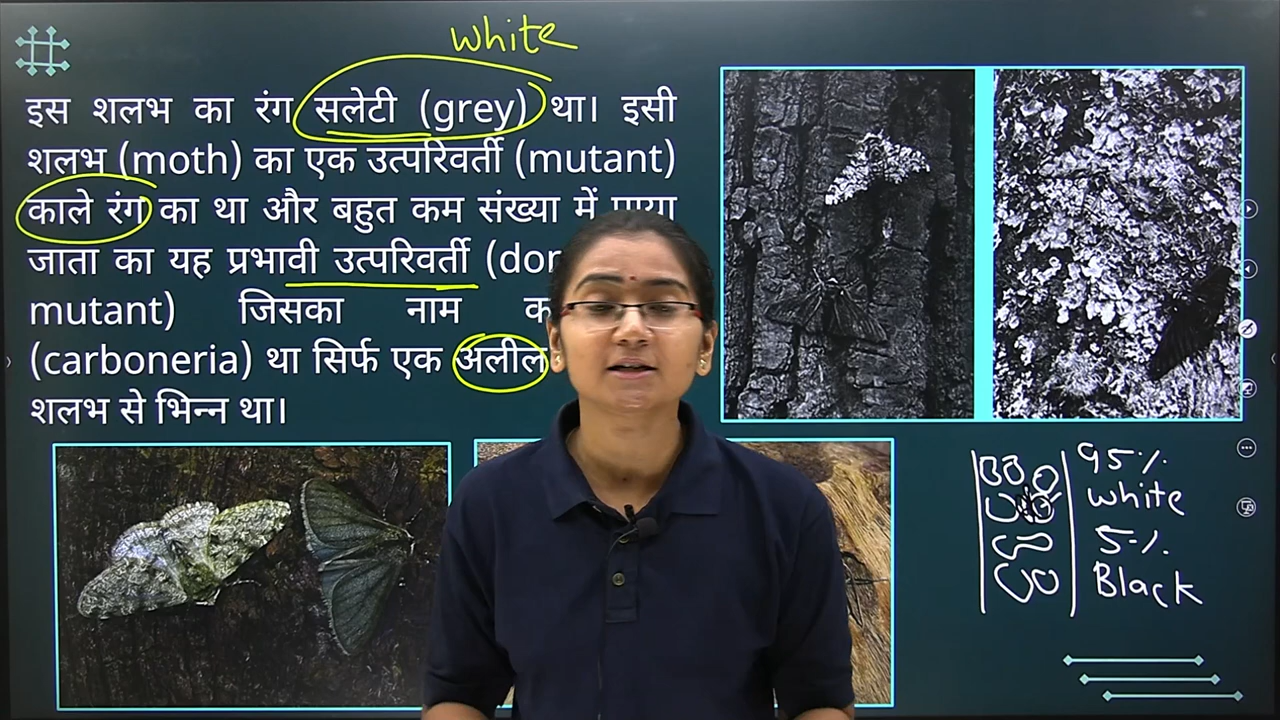 white
इस शलभ का रंग सलेटी (grey) था। इसी
शलभ (moth) का एक उत्परिवर्ती (mutant)
काले रंग का था और बहुत कम संख्या में पाया
जाता का यह प्रभावी उत्परिवर्ती
mutant) जिसका नाम
(carboneria) था सिर्फ एक अलील
शलभ से भिन्न था।
95%
white
5%
Black